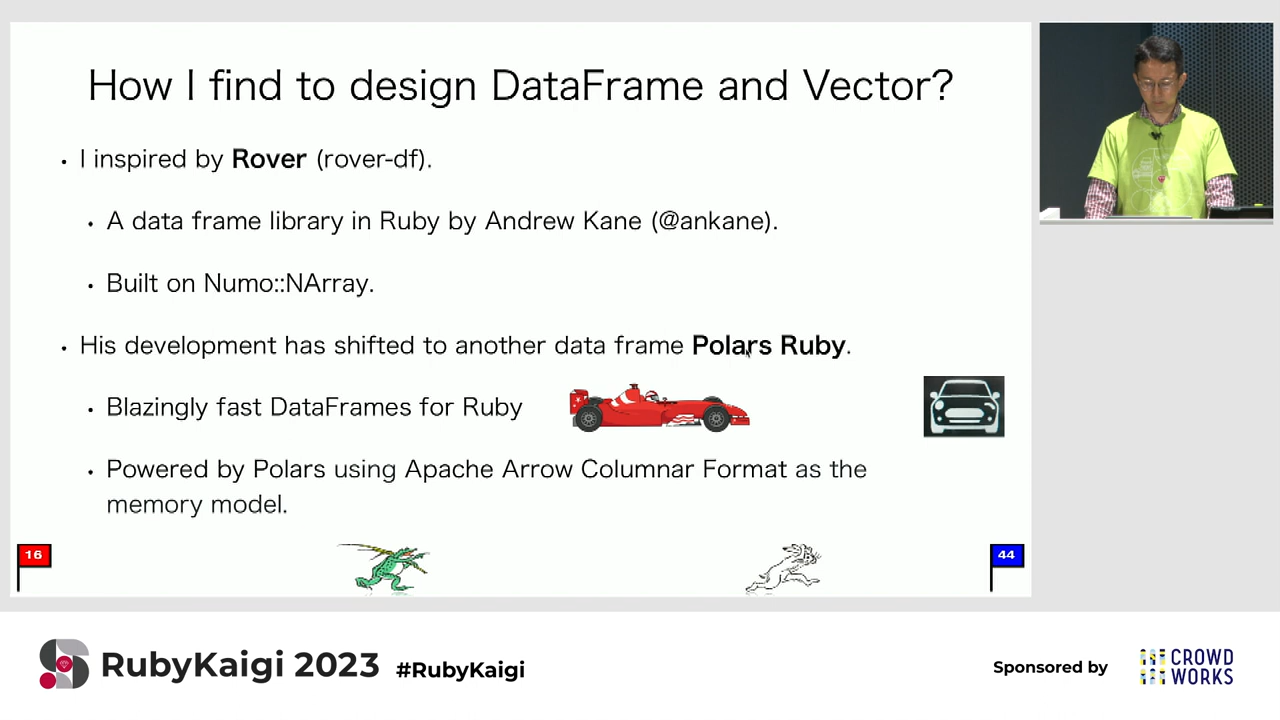 How I find to design DataFrame and Vector?
• I inspired by Rover (rover-df).
• A data frame library in Ruby by Andrew Kane (@ankane).
• Built on Numo::NArray.
• His development has shifted to another data frame Polars Ruby.
• Blazingly fast DataFrames for Ruby
• Powered by Polars using Apache Arrow Columnar Format as the
memory model.
16
44
RubyKaigi 2023 #RubyKaigi
Sponsored by
CROWD
WORKS